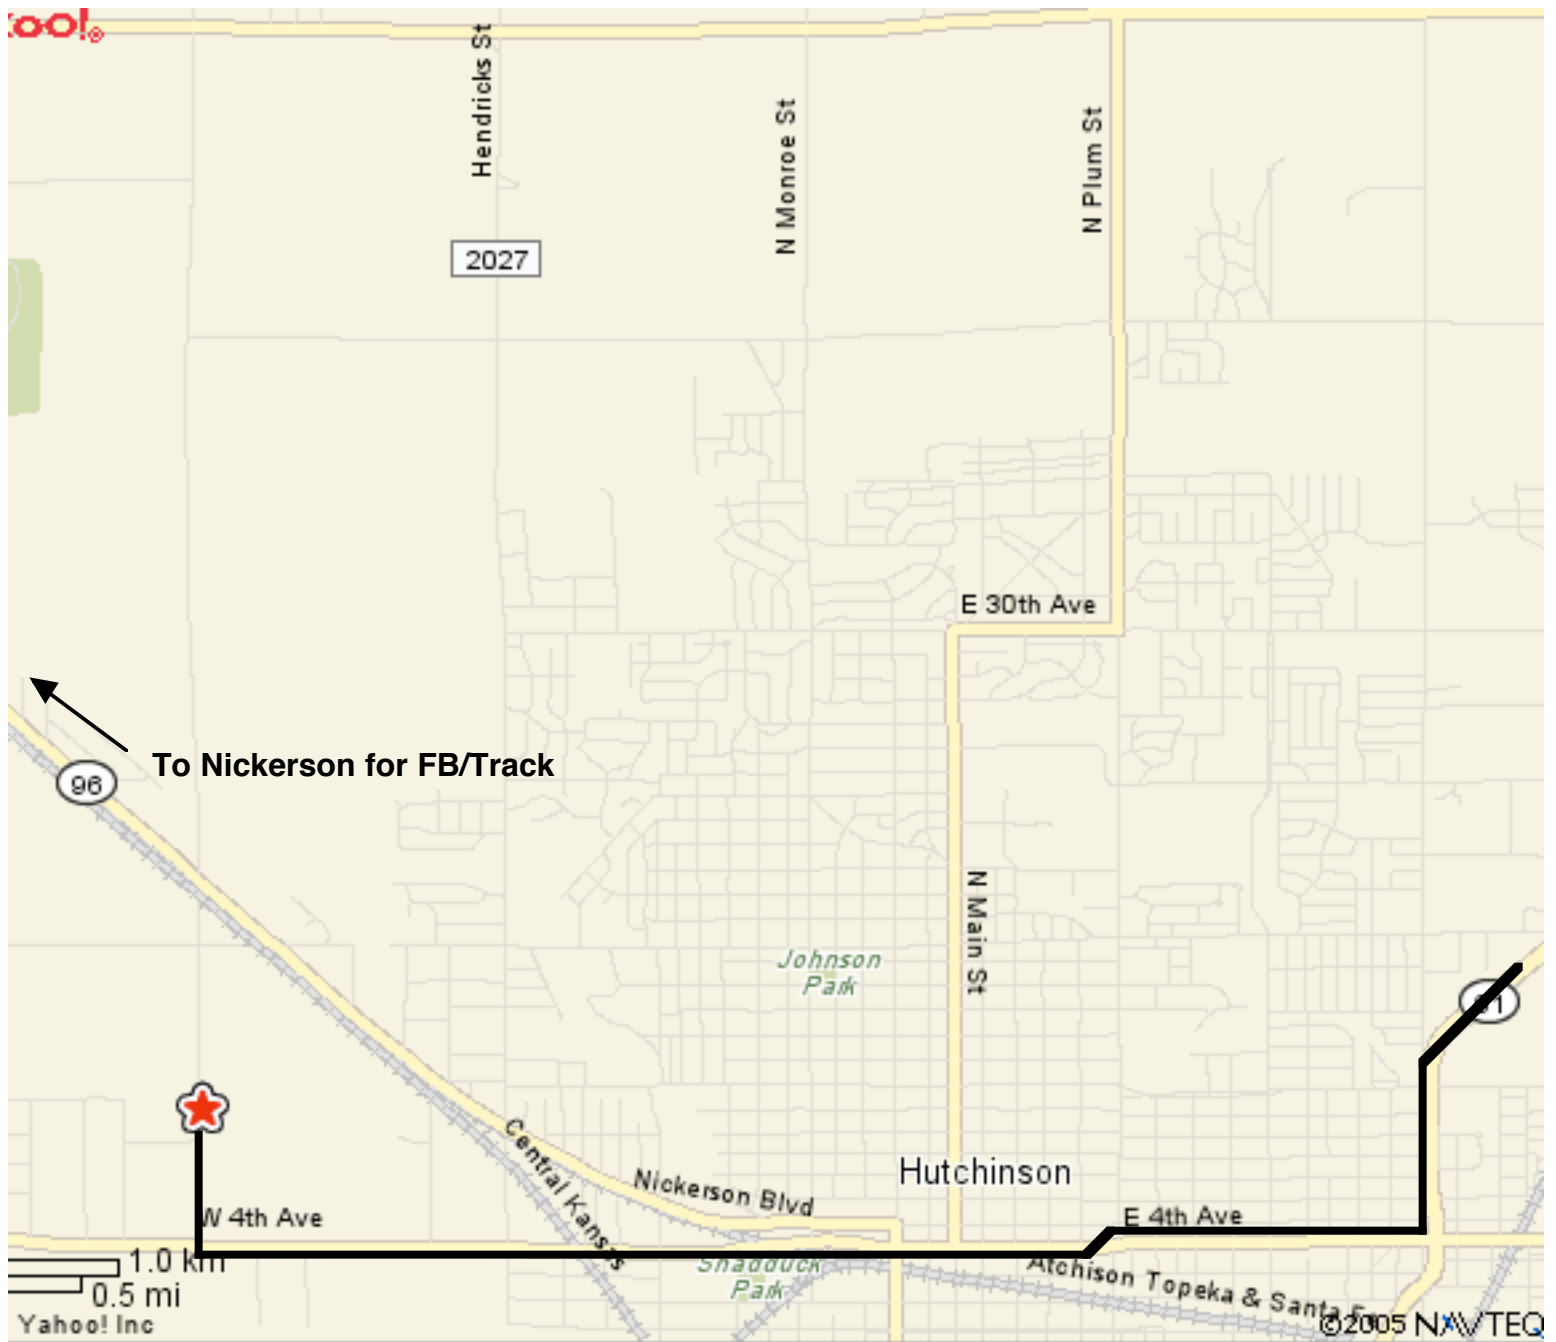 Hendricks St
N Monroe St
N Plum St
2027
E 30th Ave
To Nickerson for FB/Track
96
N Main St
Johnson
Park
Central Kansas
Nickerson Blvd
Hutchinson
W 4th Ave
E 4th Ave
1.0 km
0.5 mi
Shadduck
Park
Atchison Topeka & Santa
Yahoo! Inc
©2005 NAVTEQ